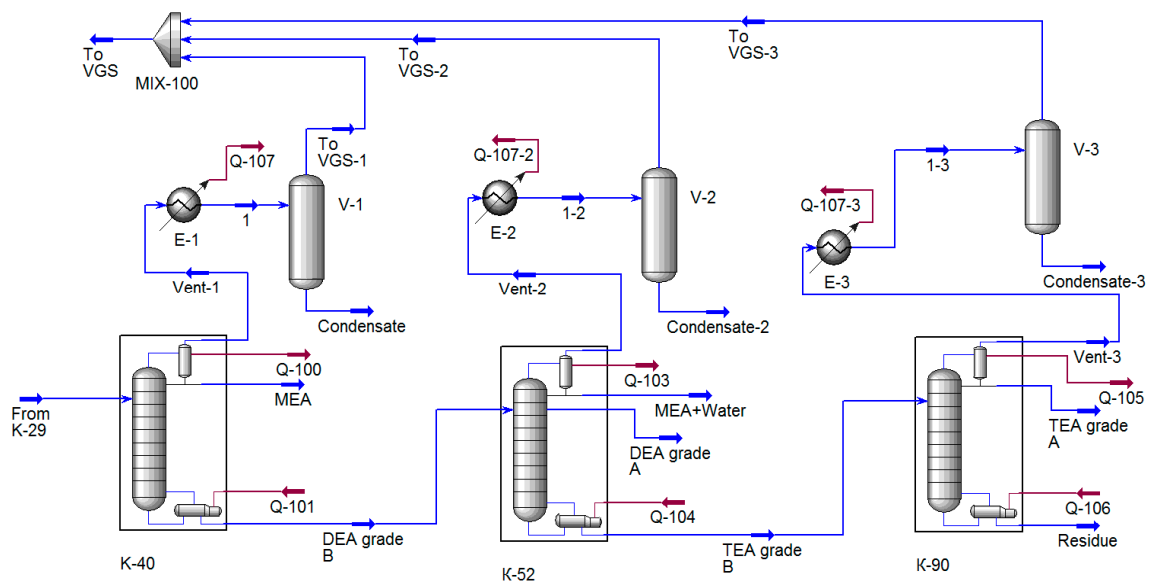 To
VGS
MIX-100
To
VGS-2
To
VGS-3
Q-107
To
VGS-1
Q-107-2
1-3
V-3
1
V-1
1-2
V-2
Q-107-3
E-1
E-2
E-3
Vent-1
Vent-2
Condensate-3
Condensate
Condensate-2
Vent-3
Q-100
Q-103
Q-105
MEA
MEA+Water
From
K-29
DEA grade
A
TEA grade
A
Q-101
Q-104
Q-106
DEA grade
B
TEA grade
B
Residue
K-40
K-52
K-90